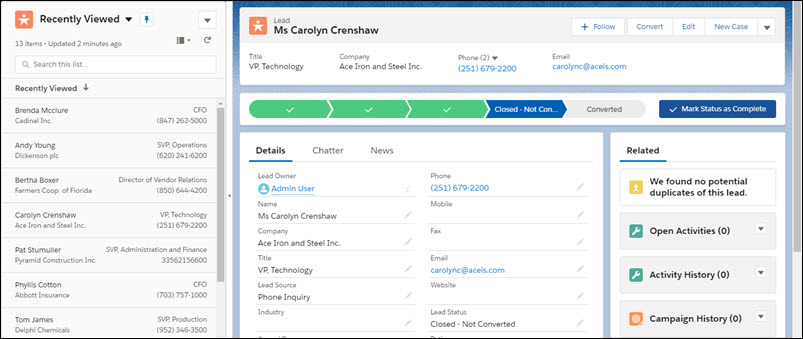 Recently Viewed
13 items • Updated 2 minutes ago
Search this list...
Recently Viewed
Brenda Mcclure CFO
Cadinal Inc. (847) 262-5000
Andy Young SVP, Operations
Dickenson plc (620) 241-6200
Bertha Boxer Director of Vendor Relations
Farmers Coop. of Florida (850) 644-4200
Carolyn Crenshaw VP, Technology
Ace Iron and Steel Inc. (251) 679-2200
Pat Stumuller SVP, Administration and Finance
Pyramid Construction Inc. 33562156600
Phyllis Cotton CFO
Abbott Insurance (703) 757-1000
Tom James SVP, Production
Delphi Chemicals (952) 346-3500
Lead
Ms Carolyn Crenshaw
+ Follow Convert Edit New Case
Title Company Phone (2) Email
VP, Technology Ace Iron and Steel Inc. (251) 679-2200 carolync@aceis.com
Closed - Not Con... Converted Mark Status as Complete
Details Chatter News
Lead Owner Phone
Admin User (251) 679-2200
Name Mobile
Ms Carolyn Crenshaw
Company Fax
Ace Iron and Steel Inc.
Title Email
VP, Technology carolync@aceis.com
Lead Source Website
Phone Inquiry
Industry Lead Status
Closed - Not Converted
Related
We found no potential
duplicates of this lead.
Open Activities (0)
Activity History (0)
Campaign History (0)